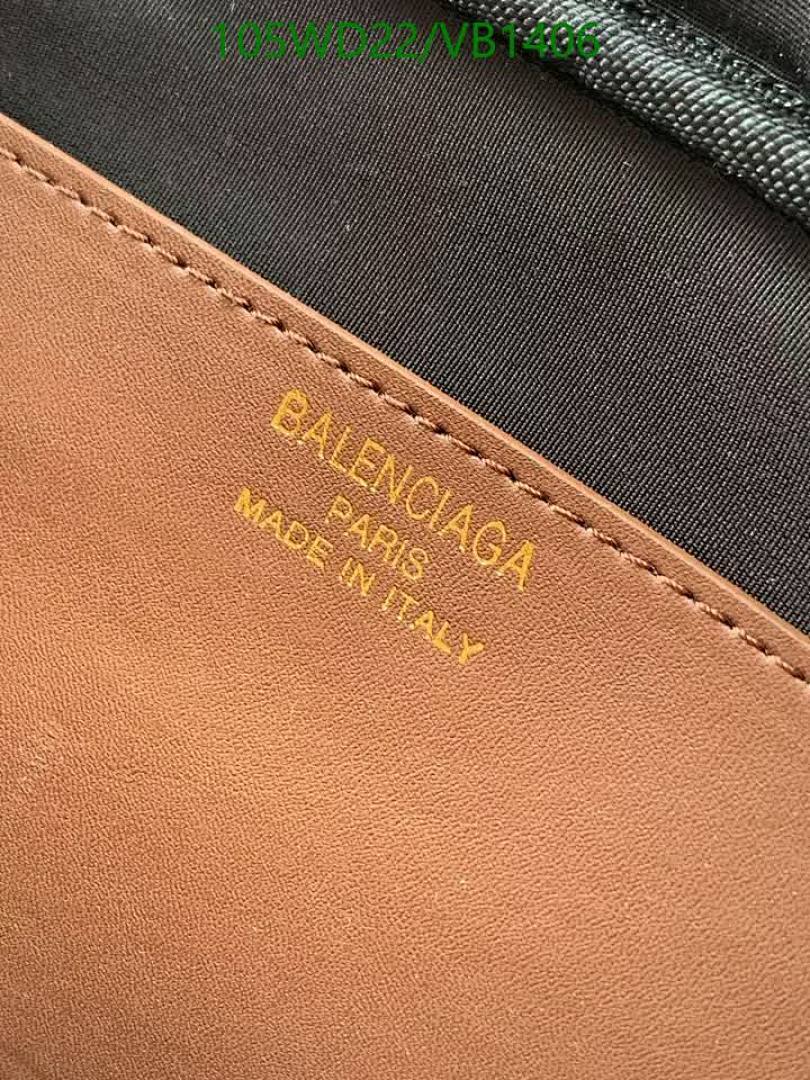 105WD22/VB1406
BALENCIAGA
PARIS
MADE IN ITALY